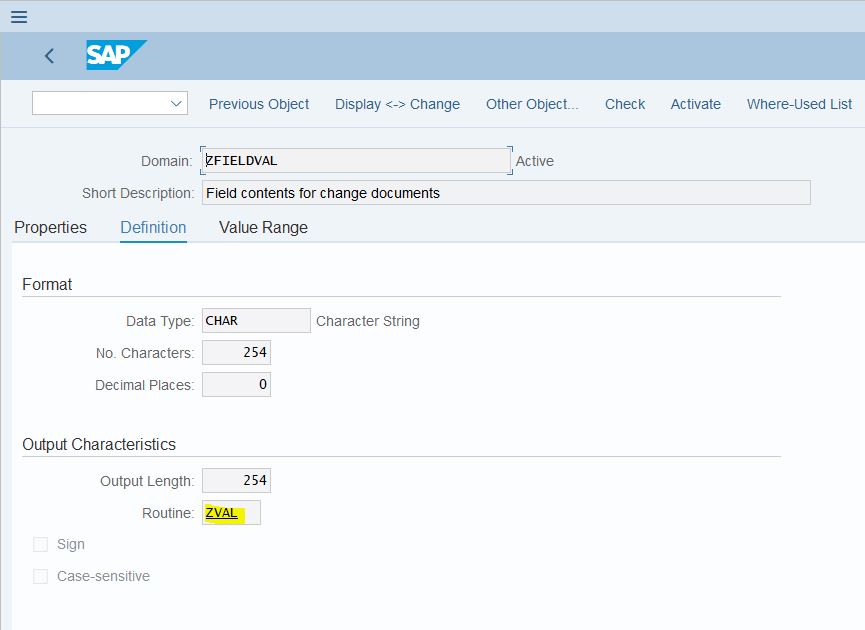 SAP
Previous Object Display <-> Change Other Object... Check Activate Where-Used List
Domain: ZFIELDVAL Active
Short Description: Field contents for change documents
Properties Definition Value Range
Format
Data Type: CHAR Character String
No. Characters: 254
Decimal Places: 0
Output Characteristics
Output Length: 254
Routine: ZVAL
Sign
Case-sensitive